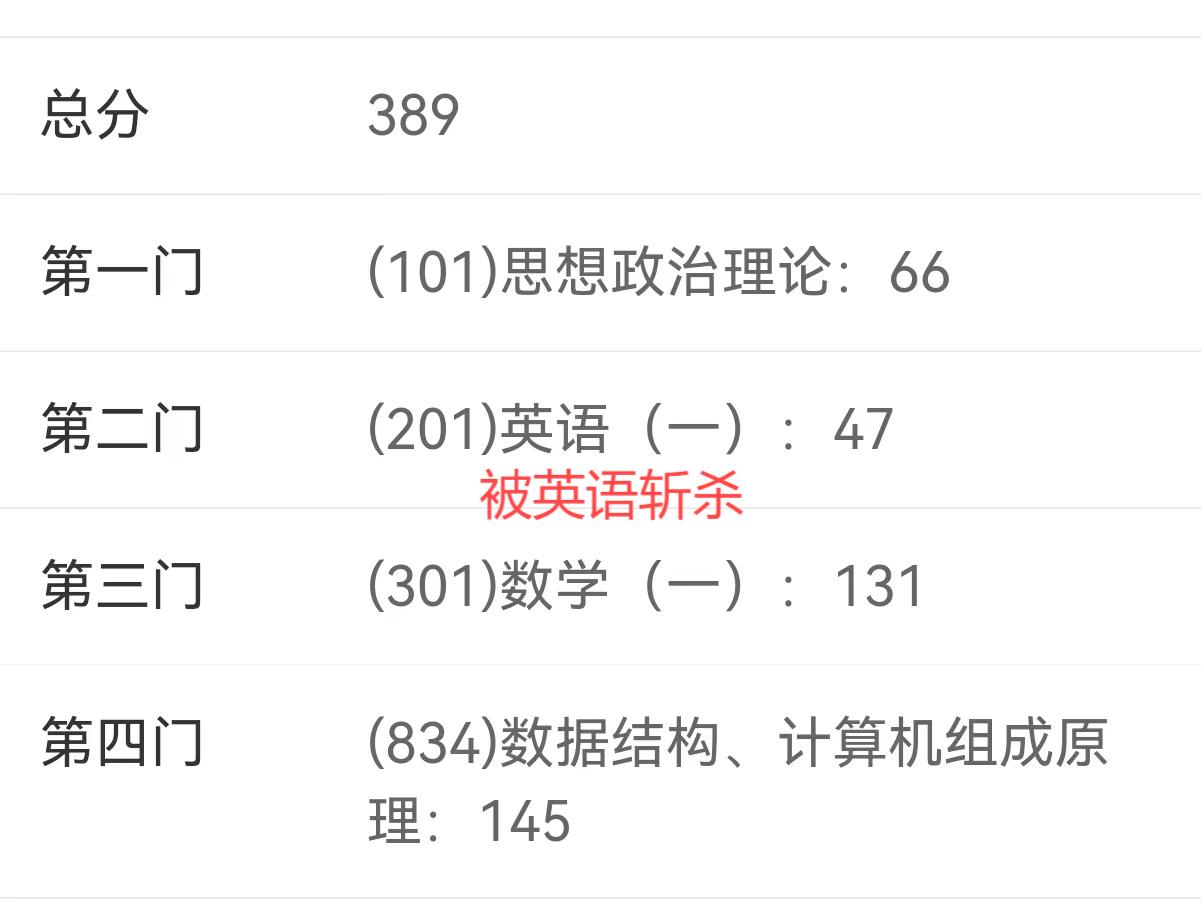 总分 389
第一门 (101)思想政治理论：66
第二门 (201)英语（一）：47
被英语斩杀
第三门 (301)数学（一）：131
第四门 (834)数据结构、计算机组成原
理：145